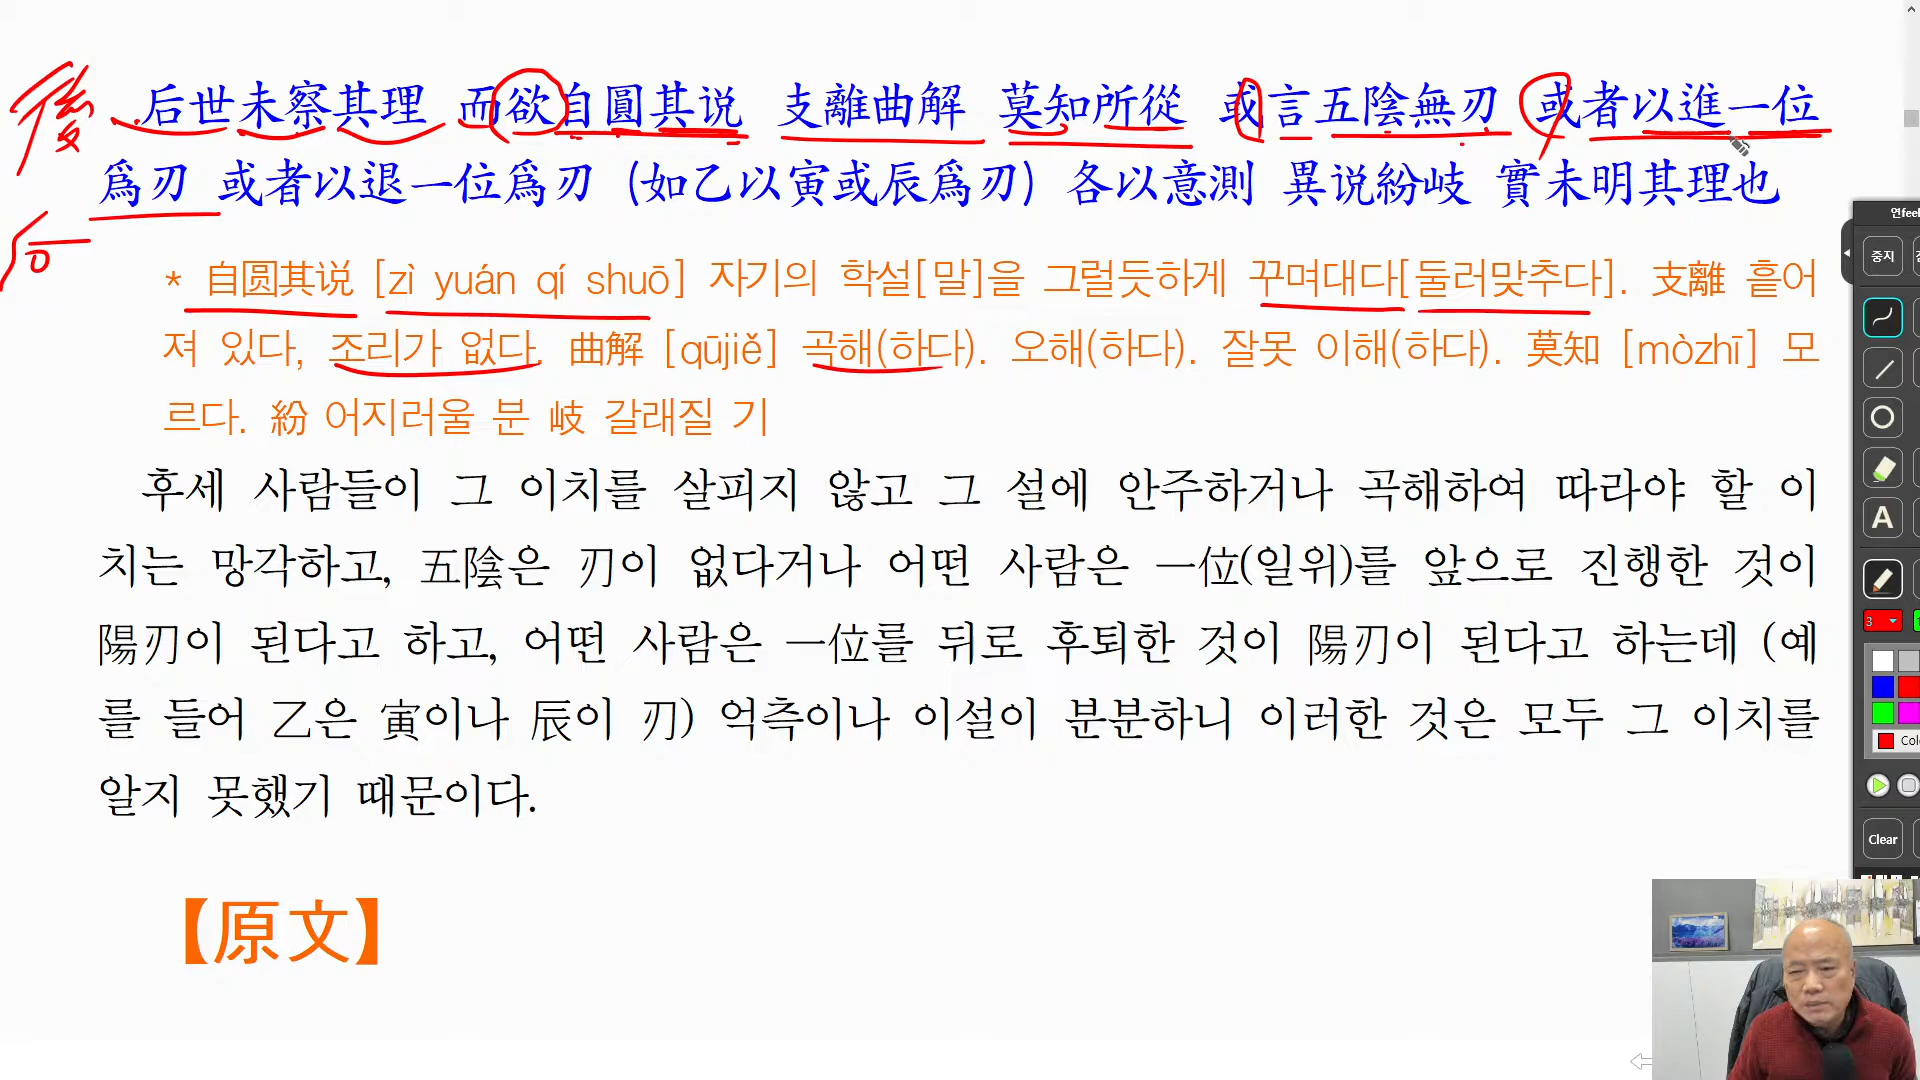 後
后世未察其理 而欲自圓其说 支離曲解 莫知所從 或言五陰無刃 或者以進一位
爲刃 或者以退一位爲刃 (如乙以寅或辰爲刃) 各以意測 異说紛岐 實未明其理也
* 自圆其说 [zì yuán qí shuō] 자기의 학설[말]을 그럴듯하게 꾸며대다[둘러맞추다]. 支離 흩어
져 있다, 조리가 없다. 曲解 [qūjiě] 곡해(하다). 오해(하다). 잘못 이해(하다). 莫知 [mòzhī] 모
르다. 紛 어지러울 분 岐 갈래질 기
후세 사람들이 그 이치를 살피지 않고 그 설에 안주하거나 곡해하여 따라야 할 이
치는 망각하고, 五陰은 刃이 없다거나 어떤 사람은 一位(일위)를 앞으로 진행한 것이
陽刃이 된다고 하고, 어떤 사람은 一位를 뒤로 후퇴한 것이 陽刃이 된다고 하는데 (예
를 들어 乙은 寅이나 辰이 刃) 억측이나 이설이 분분하니 이러한 것은 모두 그 이치를
알지 못했기 때문이다.
【原文】
연feel
중지
A
3
Colo
Clear